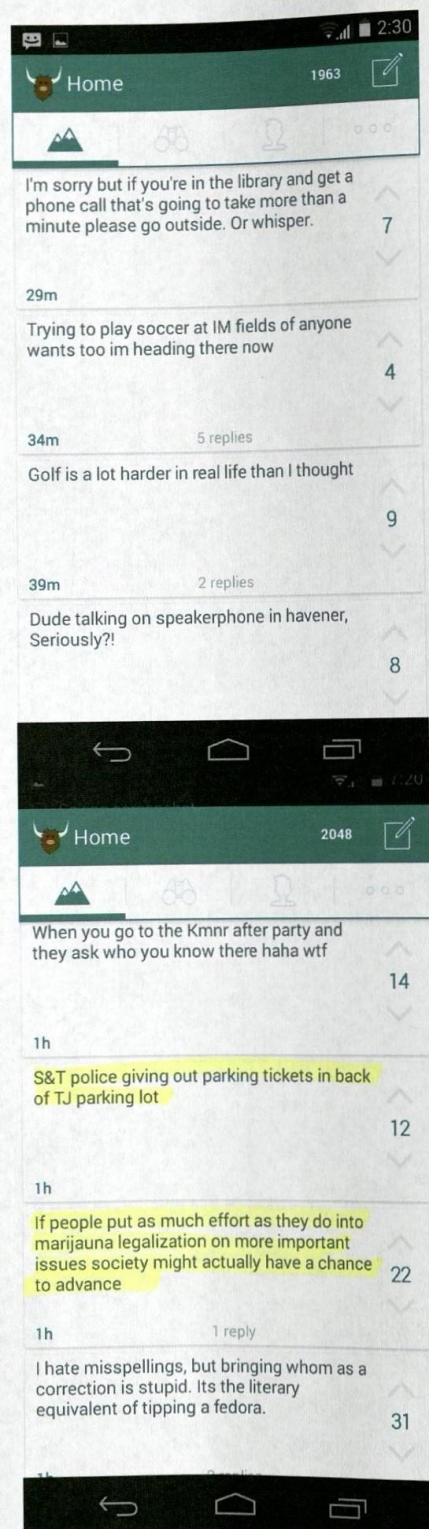 2:30
Home
1963
I'm sorry but if you're in the library and get a
phone call that's going to take more than a
minute please go outside. Or whisper.
7
29m
Trying to play soccer at IM fields of anyone
wants too im heading there now
4
34m
5 replies
Golf is a lot harder in real life than I thought
9
39m
2 replies
Dude talking on speakerphone in havener,
Seriously?!
8
Home
2048
When you go to the Kmnr after party and
they ask who you know there haha wtf
14
1h
S&T police giving out parking tickets in back
of TJ parking lot
12
1h
If people put as much effort as they do into
marijauna legalization on more important
issues society might actually have a chance
to advance
22
1h
1 reply
I hate misspellings, but bringing whom as a
correction is stupid. Its the literary
equivalent of tipping a fedora.
31